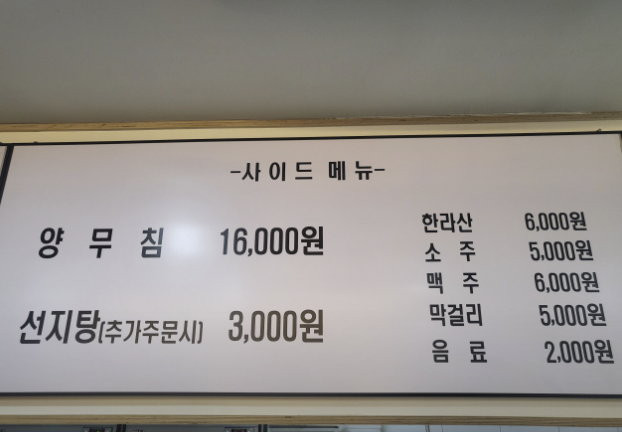 -사이드 메뉴-
양 무 침 16,000원
선지탕(추가주문시) 3,000원
한라산 6,000원
소 주 5,000원
맥 주 6,000원
막걸리 5,000원
음 료 2,000원